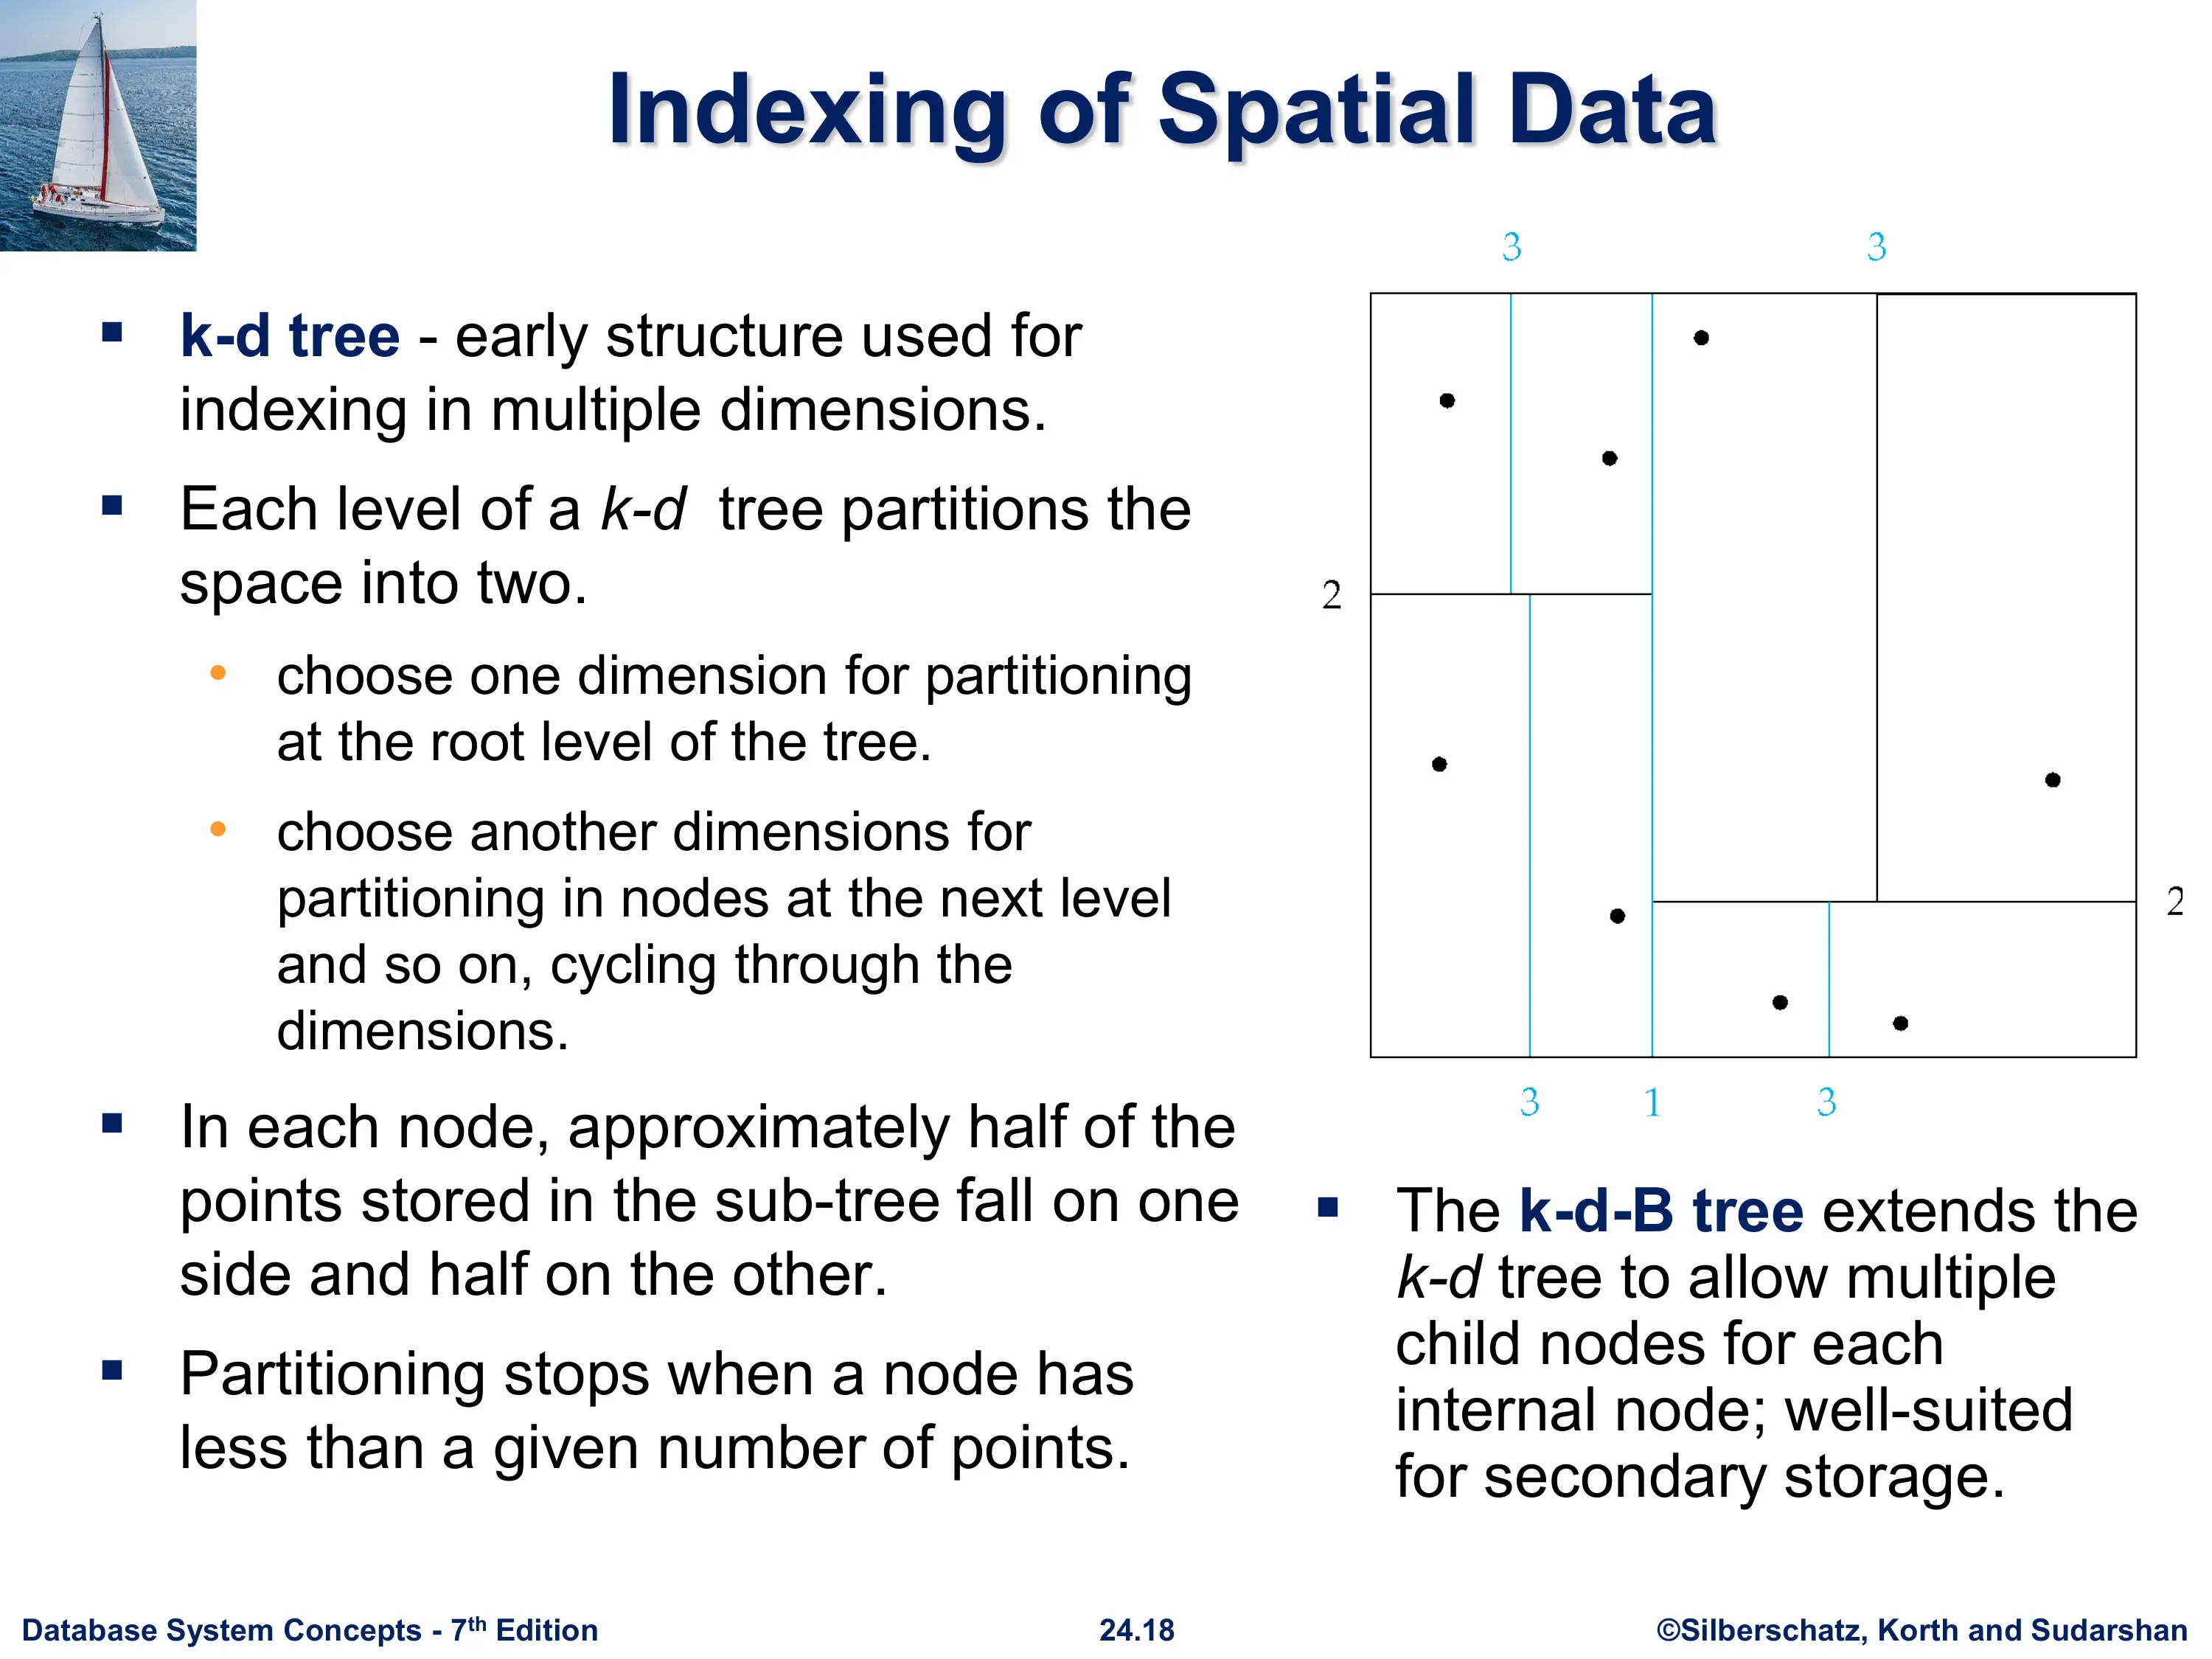 Indexing of Spatial Data
▪ k-d tree - early structure used for
indexing in multiple dimensions.
▪ Each level of a k-d tree partitions the
space into two.
• choose one dimension for partitioning
at the root level of the tree.
• choose another dimensions for
partitioning in nodes at the next level
and so on, cycling through the
dimensions.
▪ In each node, approximately half of the
points stored in the sub-tree fall on one
side and half on the other.
▪ Partitioning stops when a node has
less than a given number of points.
3 3
2
2
3 1 3
▪ The k-d-B tree extends the
k-d tree to allow multiple
child nodes for each
internal node; well-suited
for secondary storage.
Database System Concepts - 7th Edition 24.18 ©Silberschatz, Korth and Sudarshan